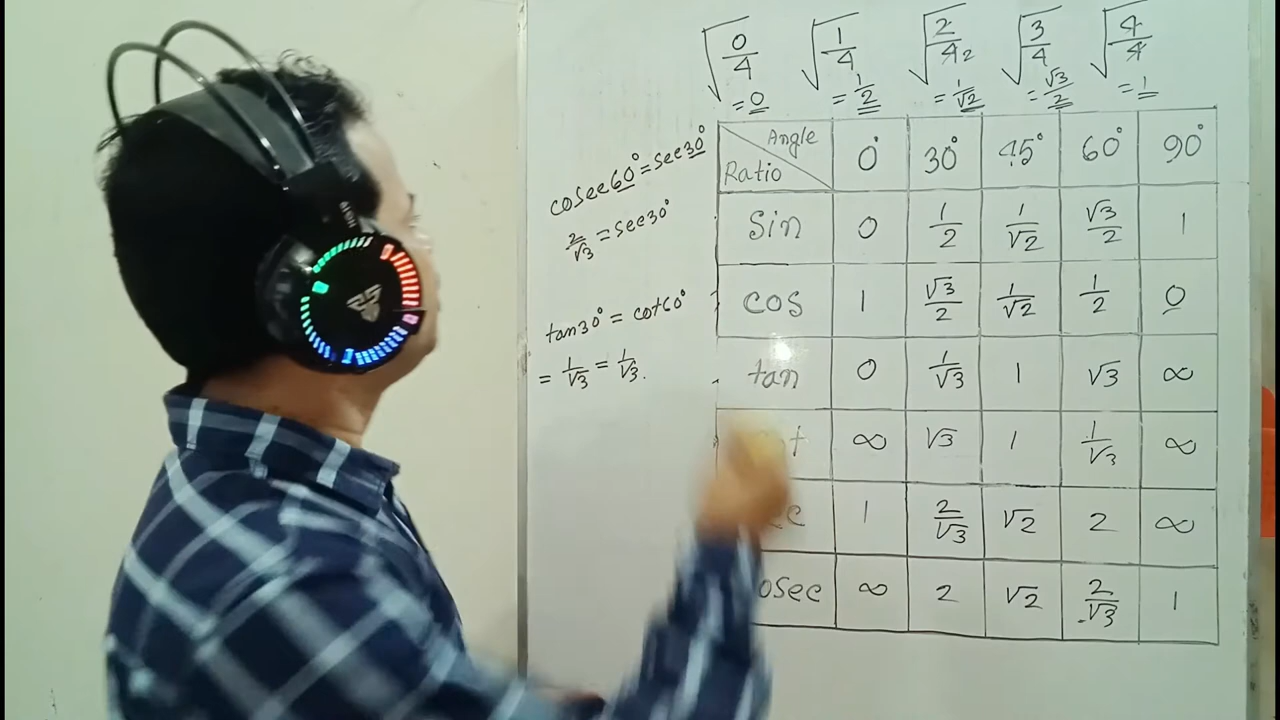 √0/4 √1/4 √2/4 2 √3/4 √4/4
=0 =1/2 =1/√2 =√3/2 =1
cosec60°=sec30°
2/√3 = sec30°
tan30° = cot60°
= 1/√3 = 1/√3.
Angle
Ratio 0° 30° 45° 60° 90°
Sin 0 1/2 1/√2 √3/2 1
cos 1 √3/2 1/√2 1/2 0
tan 0 1/√3 1 √3 ∞
∞ √3 1 1/√3 ∞
1 2/√3 √2 2 ∞
cosec ∞ 2 √2 2/√3 1